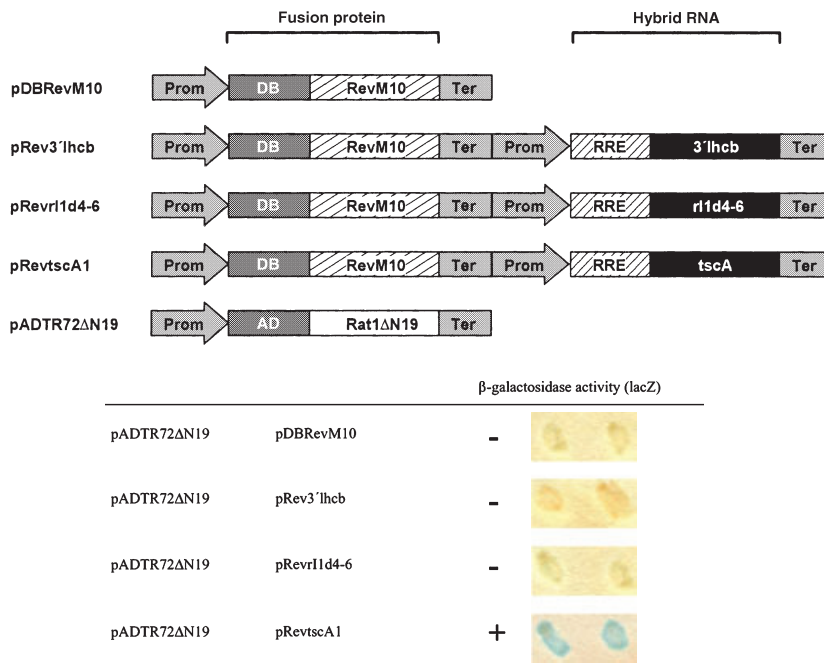 Fusion protein Hybrid RNA
pDBRevM10 Prom DB RevM10 Ter
pRev3´lhcb Prom DB RevM10 Ter Prom RRE 3´lhcb Ter
pRevrl1d4-6 Prom DB RevM10 Ter Prom RRE rl1d4-6 Ter
pRevtscA1 Prom DB RevM10 Ter Prom RRE tscA Ter
pADTR72ΔN19 Prom AD Rat1ΔN19 Ter
β-galactosidase activity (lacZ)
pADTR72ΔN19 pDBRevM10 -
pADTR72ΔN19 pRev3´lhcb -
pADTR72ΔN19 pRevrI1d4-6 -
pADTR72ΔN19 pRevtscA1 +